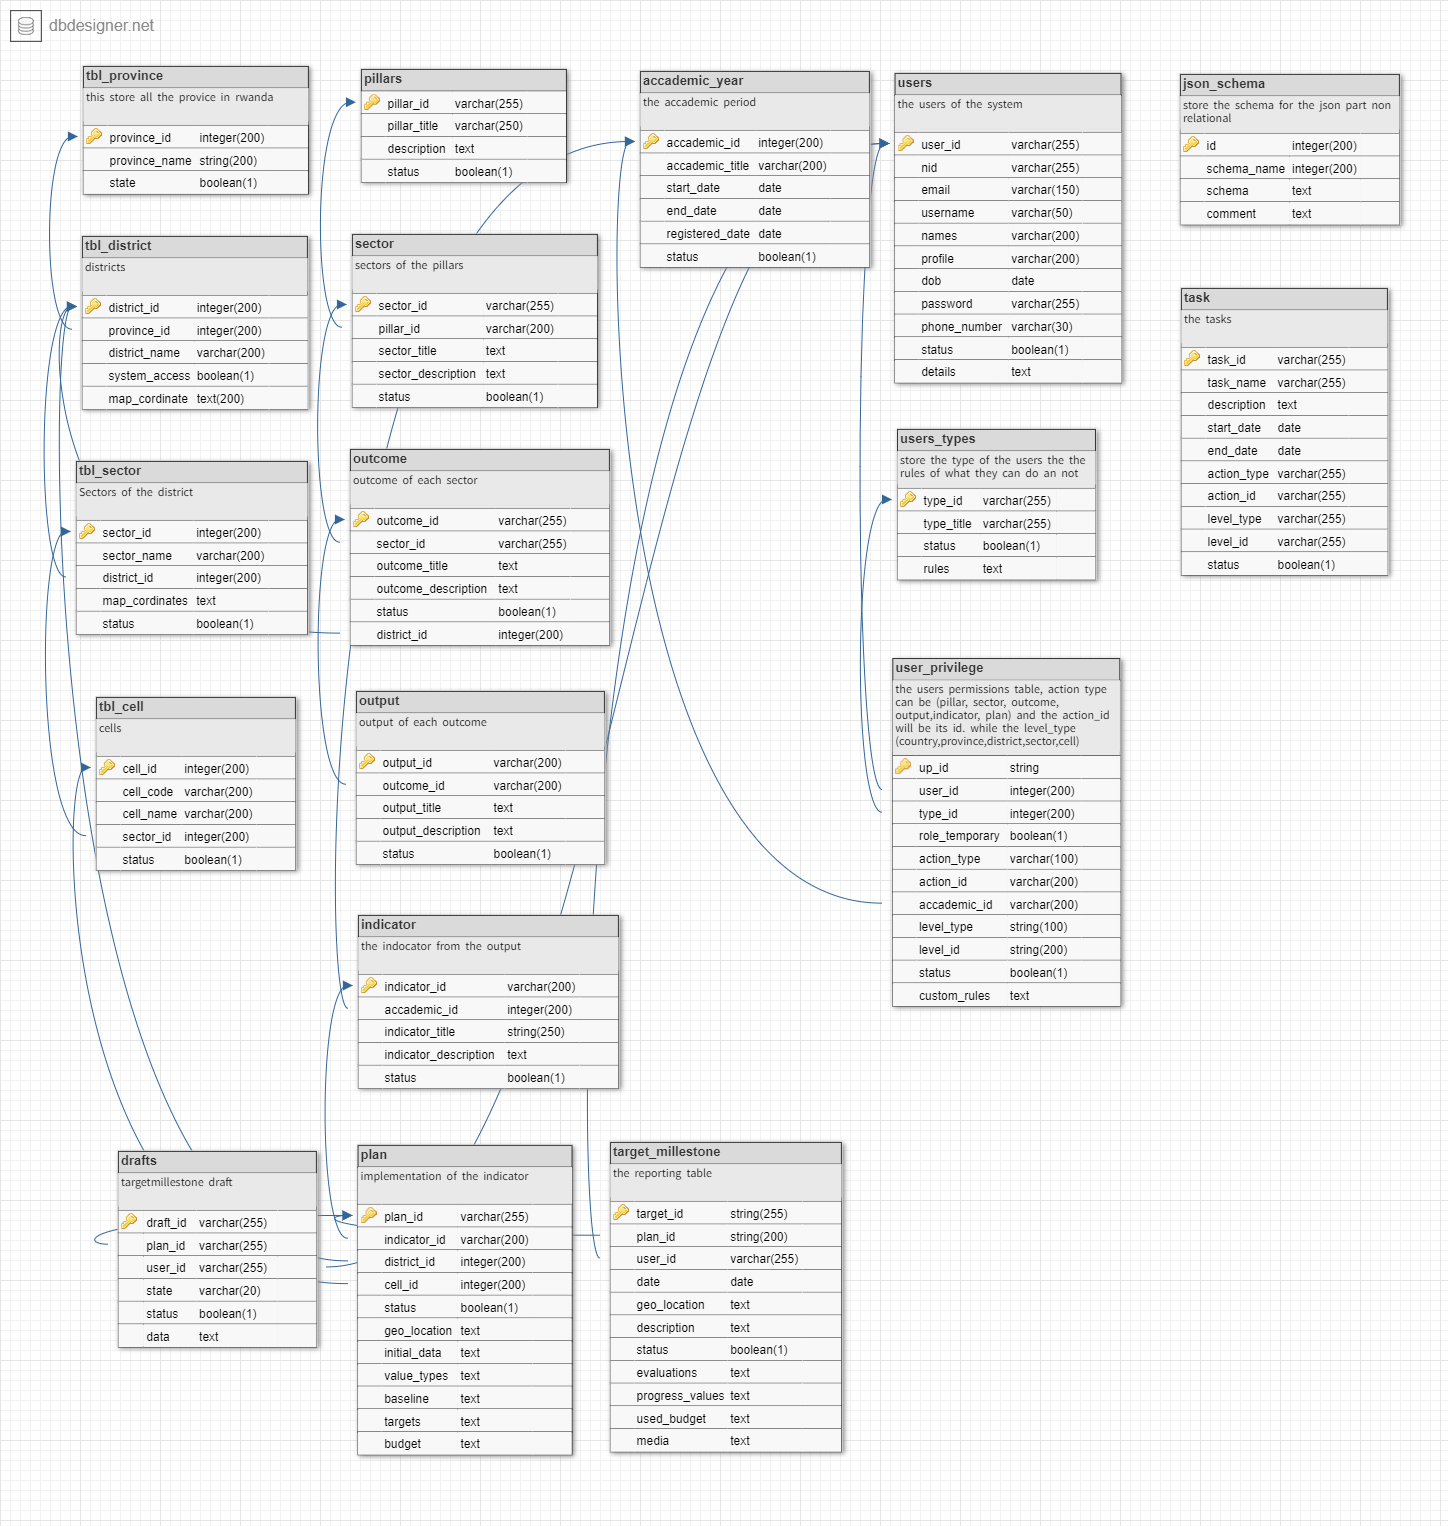 dbdesigner.net
tbl_province
this store all the provice in rwanda
province_id integer(200)
province_name string(200)
state boolean(1)
tbl_district
districts
district_id integer(200)
province_id integer(200)
district_name varchar(200)
system_access boolean(1)
map_cordinate text(200)
tbl_sector
Sectors of the district
sector_id integer(200)
sector_name varchar(200)
district_id integer(200)
map_cordinates text
status boolean(1)
tbl_cell
cells
cell_id integer(200)
cell_code varchar(200)
cell_name varchar(200)
sector_id integer(200)
status boolean(1)
drafts
targetmillestone draft
draft_id varchar(255)
plan_id varchar(255)
user_id varchar(255)
state varchar(20)
status boolean(1)
data text
pillars
pillar_id varchar(255)
pillar_title varchar(250)
description text
status boolean(1)
sector
sectors of the pillars
sector_id varchar(255)
pillar_id varchar(200)
sector_title text
sector_description text
status boolean(1)
outcome
outcome of each sector
outcome_id varchar(255)
sector_id varchar(255)
outcome_title text
outcome_description text
status boolean(1)
district_id integer(200)
output
output of each outcome
output_id varchar(200)
outcome_id varchar(200)
output_title text
output_description text
status boolean(1)
indicator
the indocator from the output
indicator_id varchar(200)
accademic_id integer(200)
indicator_title string(250)
indicator_description text
status boolean(1)
plan
implementation of the indicator
plan_id varchar(255)
indicator_id varchar(200)
district_id integer(200)
cell_id integer(200)
status boolean(1)
geo_location text
initial_data text
value_types text
baseline text
targets text
budget text
accademic_year
the accademic period
accademic_id integer(200)
accademic_title varchar(200)
start_date date
end_date date
registered_date date
status boolean(1)
target_millestone
the reporting table
target_id string(255)
plan_id string(200)
user_id varchar(255)
date date
geo_location text
description text
status boolean(1)
evaluations text
progress_values text
used_budget text
media text
users
the users of the system
user_id varchar(255)
nid varchar(255)
email varchar(150)
username varchar(50)
names varchar(200)
profile varchar(200)
dob date
password varchar(255)
phone_number varchar(30)
status boolean(1)
details text
users_types
store the type of the users the the
rules of what they can do an not
type_id varchar(255)
type_title varchar(255)
status boolean(1)
rules text
user_privilege
the users permissions table, action type
can be (pillar, sector, outcome,
output,indicator, plan) and the action_id
will be its id. while the level_type
(country,province,district,sector,cell)
up_id string
user_id integer(200)
type_id integer(200)
role_temporary boolean(1)
action_type varchar(100)
action_id varchar(200)
accademic_id varchar(200)
level_type string(100)
level_id string(200)
status boolean(1)
custom_rules text
json_schema
store the schema for the json part non
relational
id integer(200)
schema_name integer(200)
schema text
comment text
task
the tasks
task_id varchar(255)
task_name varchar(255)
description text
start_date date
end_date date
action_type varchar(255)
action_id varchar(255)
level_type varchar(255)
level_id varchar(255)
status boolean(1)